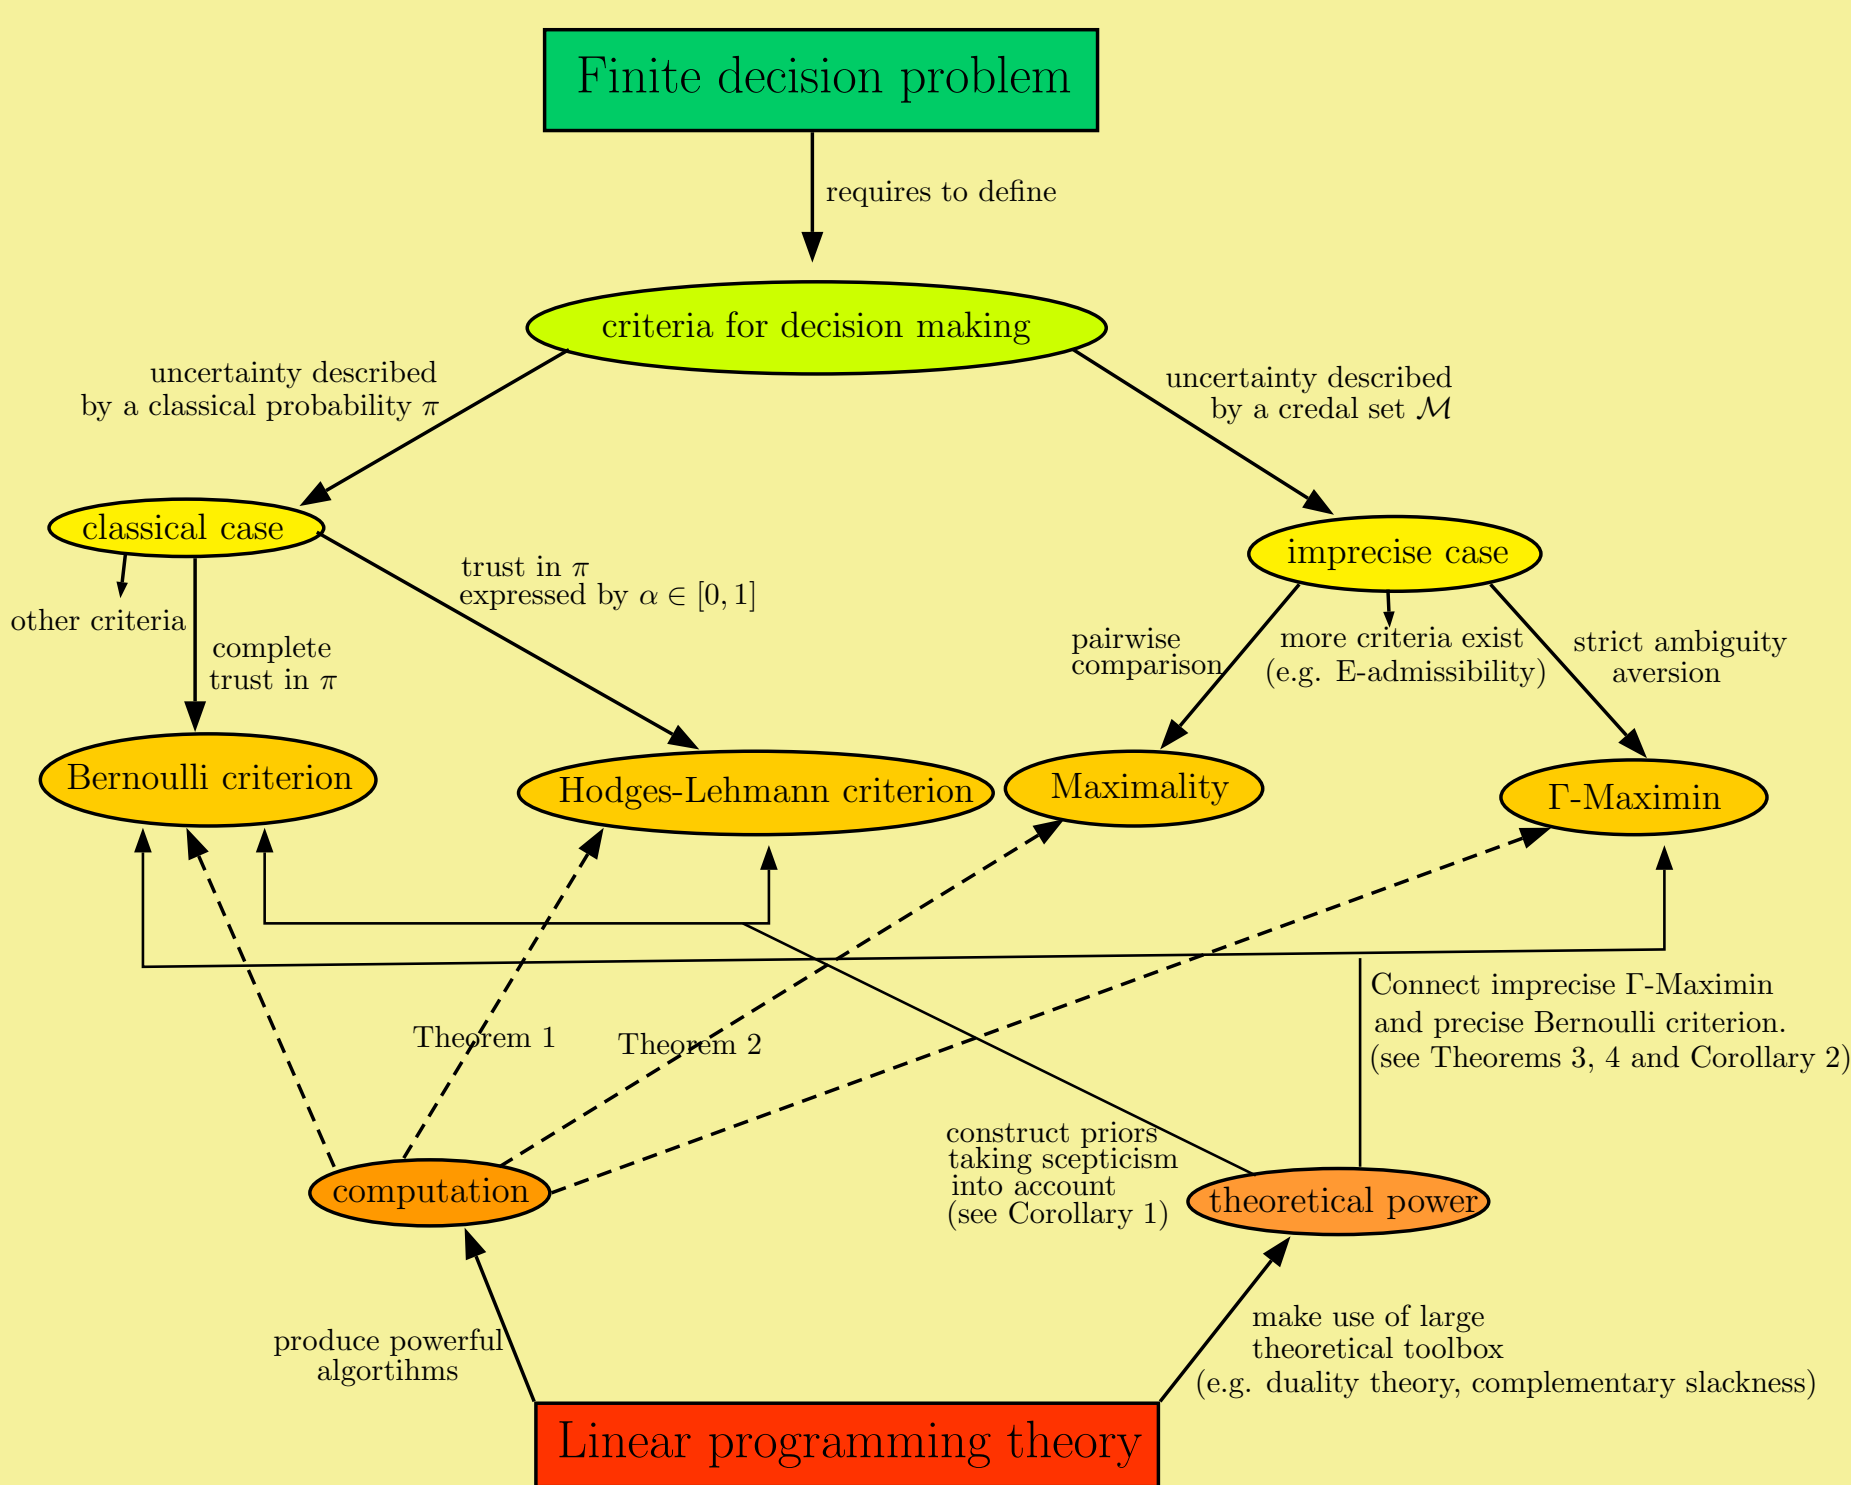 Finite decision problem
requires to define
criteria for decision making
uncertainty described
by a classical probability π
uncertainty described
by a credal set ℳ
classical case
imprecise case
other criteria
complete
trust in π
trust in π
expressed by α ∈ [0, 1]
pairwise
comparison
more criteria exist
(e.g. E-admissibility)
strict ambiguity
aversion
Bernoulli criterion
Hodges-Lehmann criterion
Maximality
Γ-Maximin
Theorem 1
Theorem 2
Connect imprecise Γ-Maximin
and precise Bernoulli criterion.
(see Theorems 3, 4 and Corollary 2)
construct priors
taking scepticism
into account
(see Corollary 1)
computation
theoretical power
produce powerful
algortihms
make use of large
theoretical toolbox
(e.g. duality theory, complementary slackness)
Linear programming theory